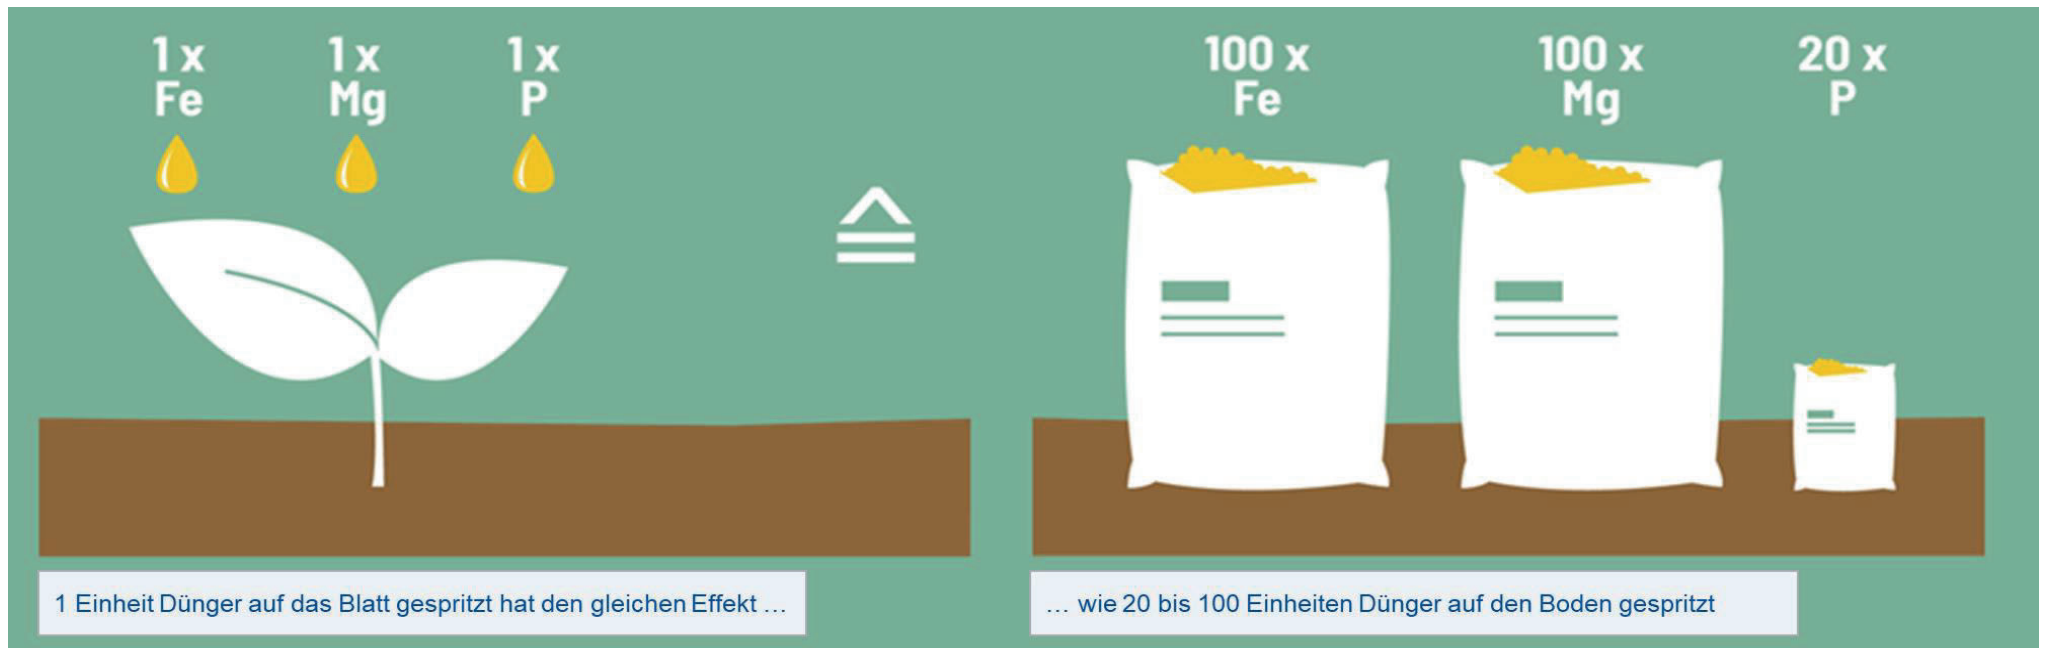 1 x
Fe
1 x
Mg
1 x
P
100 x
Fe
100 x
Mg
20 x
P
1 Einheit Dünger auf das Blatt gespritzt hat den gleichen Effekt …
… wie 20 bis 100 Einheiten Dünger auf den Boden gespritzt